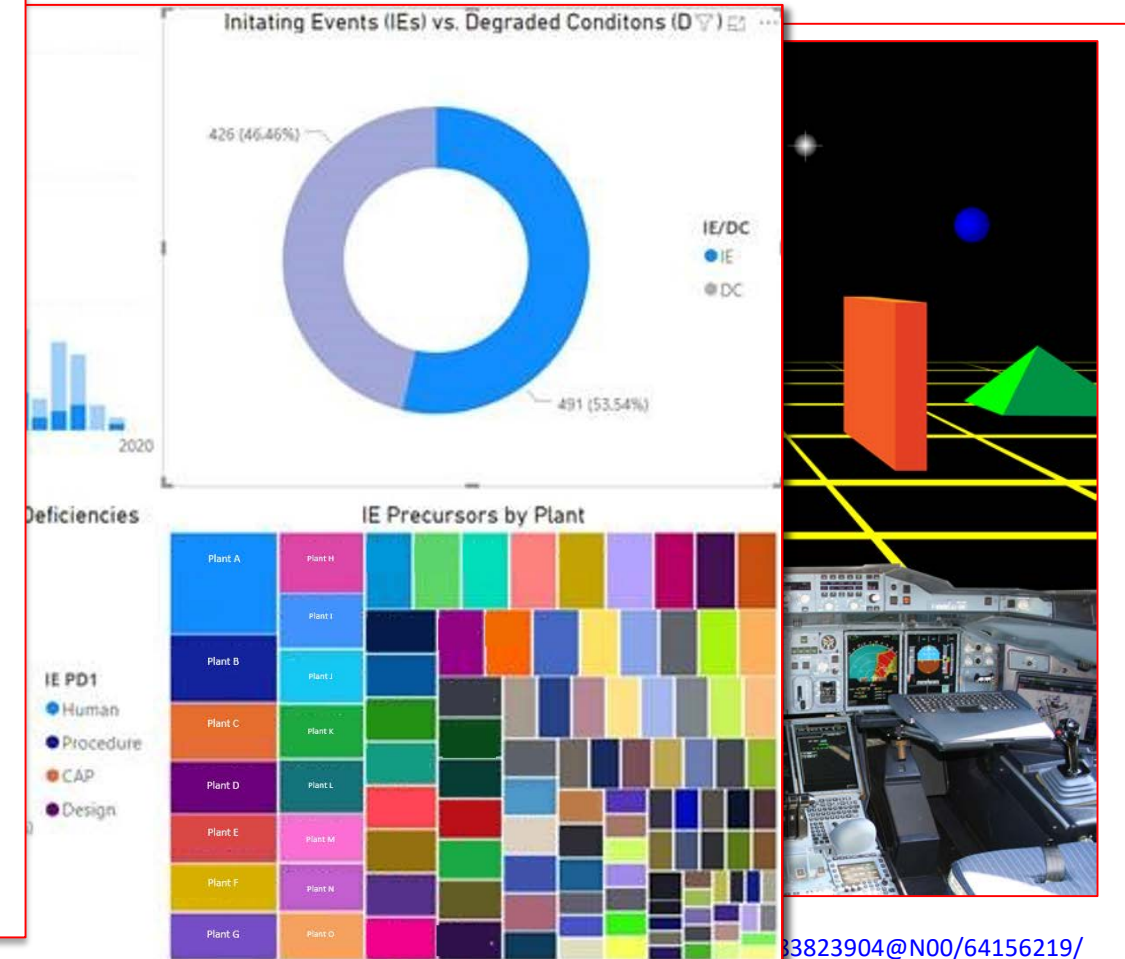 Initating Events (IEs) vs. Degraded Conditons (D )
426 (46.46%)
IE/DC
IE
DC
491 (53.54%)
2020
Deficiencies
IE Precursors by Plant
Plant A
Plant H
Plant I
Plant B
Plant J
Plant C
Plant K
Plant D
Plant L
Plant E
Plant M
Plant F
Plant N
Plant G
Plant O
IE PD1
Human
Procedure
CAP
Design
33823904@N00/64156219/